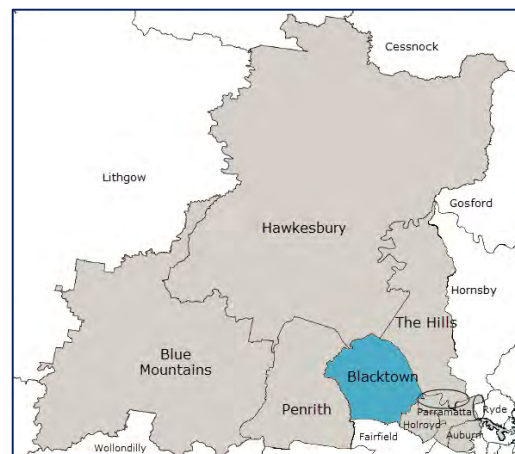 Cessnock
Lithgow
Gosford
Hawkesbury
Hornsby
The Hills
Blue
Mountains
Blacktown
Penrith
Parramatta
Ryde
Holroyd
Auburn
Fairfield
Wollondilly